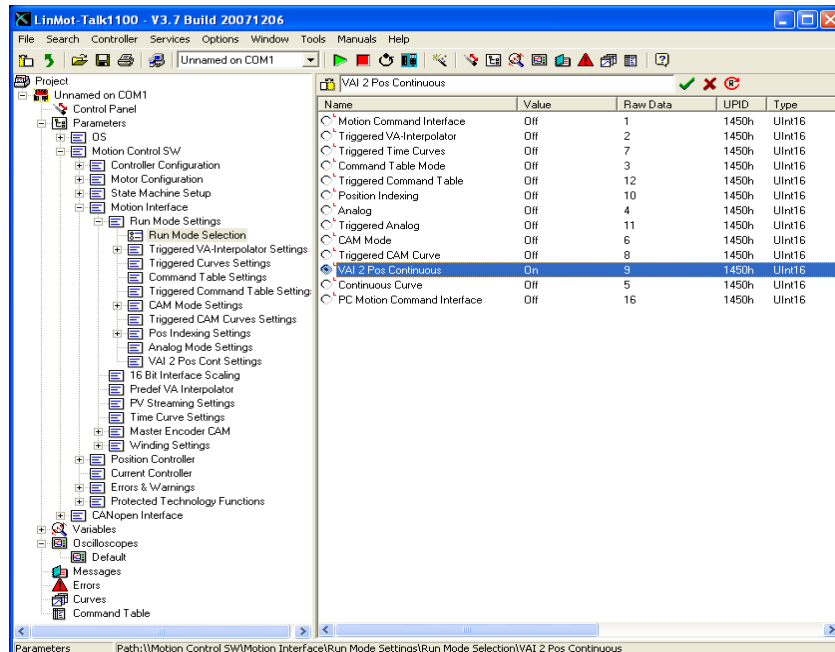 LinMot-Talk1100 - V3.7 Build 20071206
File Search Controller Services Options Window Tools Manuals Help
Unnamed on COM1
Project
Unnamed on COM1
Control Panel
Parameters
OS
Motion Control SW
Controller Configuration
Motor Configuration
State Machine Setup
Motion Interface
Run Mode Settings
Run Mode Selection
Triggered VA-Interpolator Settings
Triggered Curves Settings
Command Table Settings
Triggered Command Table Setting
CAM Mode Settings
Triggered CAM Curves Settings
Pos Indexing Settings
Analog Mode Settings
VAI 2 Pos Cont Settings
16 Bit Interface Scaling
Predef VA Interpolator
PV Streaming Settings
Time Curve Settings
Master Encoder CAM
Winding Settings
Position Controller
Current Controller
Errors & Warnings
Protected Technology Functions
CANopen Interface
Variables
Oscilloscopes
Default
Messages
Errors
Curves
Command Table
VAI 2 Pos Continuous
Name Value Raw Data UPID Type
Motion Command Interface Off 1 1450h UInt16
Triggered VA-Interpolator Off 2 1450h UInt16
Triggered Time Curves Off 7 1450h UInt16
Command Table Mode Off 3 1450h UInt16
Triggered Command Table Off 12 1450h UInt16
Position Indexing Off 10 1450h UInt16
Analog Off 4 1450h UInt16
Triggered Analog Off 11 1450h UInt16
CAM Mode Off 6 1450h UInt16
Triggered CAM Curve Off 8 1450h UInt16
VAI 2 Pos Continuous On 9 1450h UInt16
Continuous Curve Off 5 1450h UInt16
PC Motion Command Interface Off 16 1450h UInt16
Parameters Path:\\Motion Control SW\Motion Interface\Run Mode Settings\Run Mode Selection\VAI 2 Pos Continuous